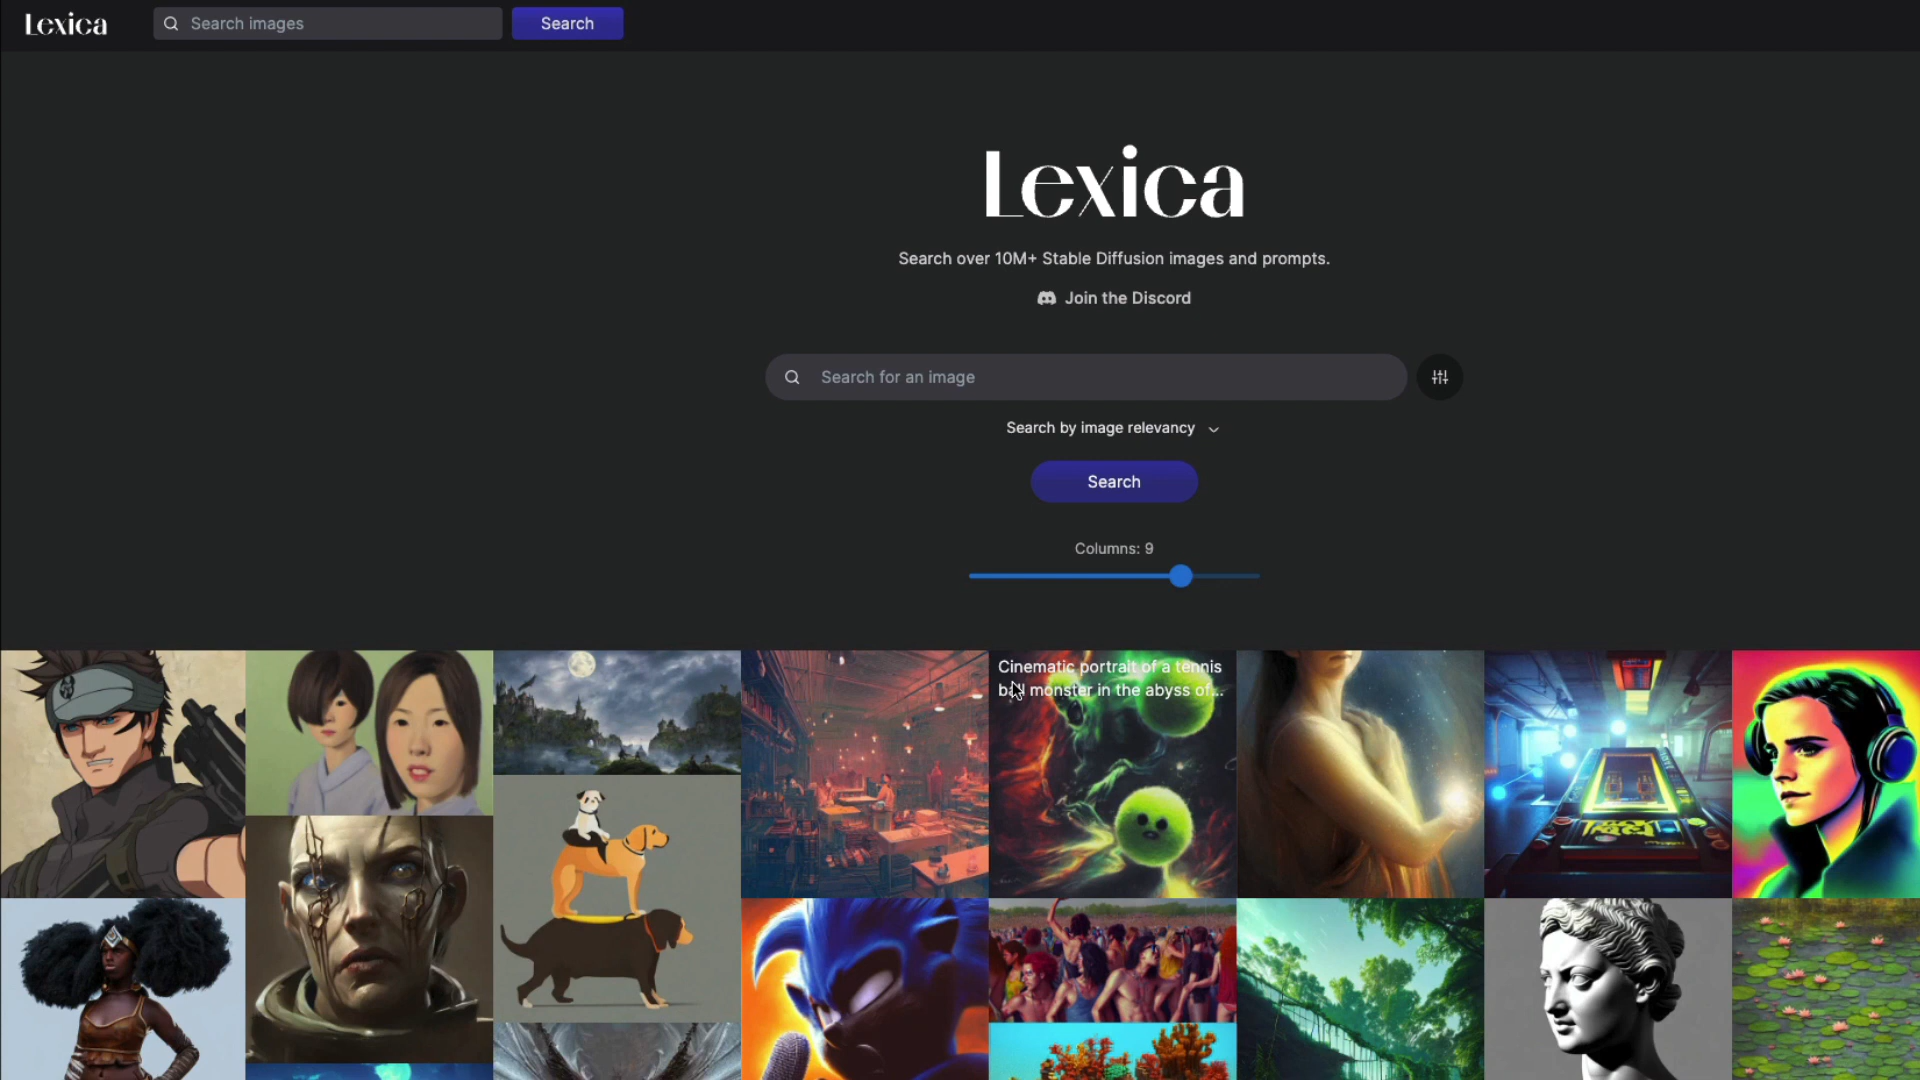 Lexica
Search images
Search
Lexica
Search over 10M+ Stable Diffusion images and prompts.
Join the Discord
Search for an image
Search by image relevancy
Search
Columns: 9
Cinematic portrait of a tennis
ball monster in the abyss of...